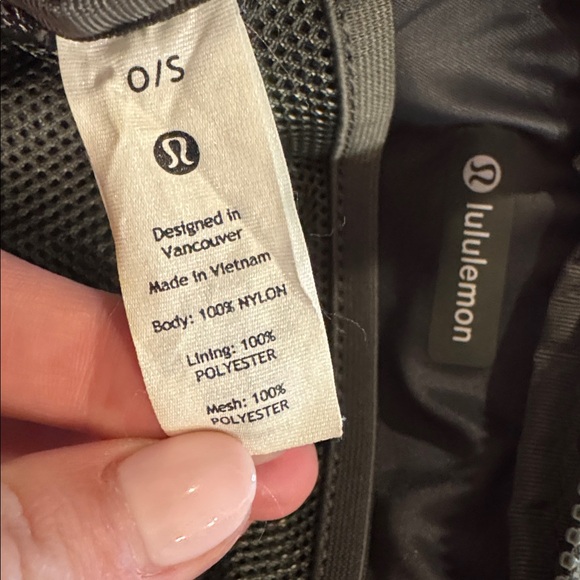 O/S
Designed in
Vancouver
Made in Vietnam
Body: 100% NYLON
Lining: 100%
POLYESTER
Mesh: 100%
POLYESTER
lululemon